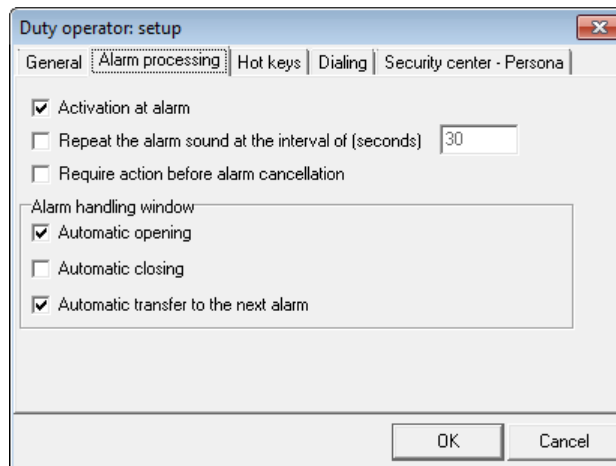 Duty operator: setup
General Alarm processing Hot keys Dialing Security center - Persona
Activation at alarm
Repeat the alarm sound at the interval of (seconds) 30
Require action before alarm cancellation
Alarm handling window
Automatic opening
Automatic closing
Automatic transfer to the next alarm
OK Cancel